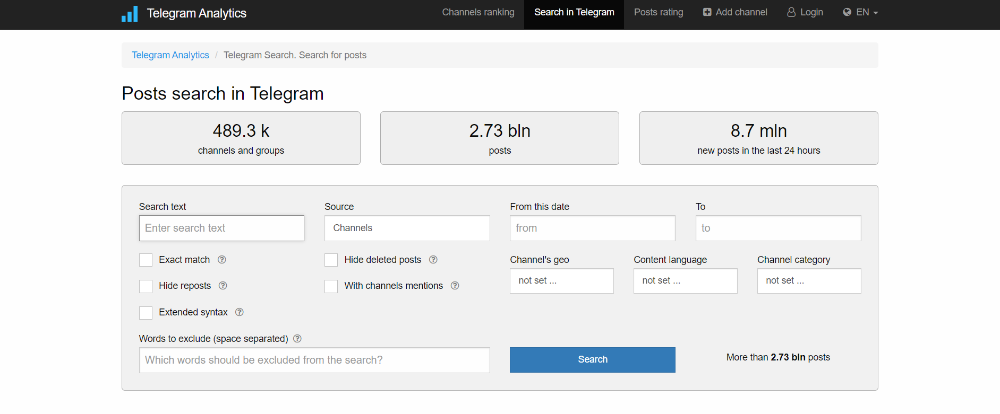 Telegram Analytics
Channels ranking
Search in Telegram
Posts rating
Add channel
Login
EN
Telegram Analytics / Telegram Search. Search for posts
Posts search in Telegram
489.3 k
channels and groups
2.73 bln
posts
8.7 mln
new posts in the last 24 hours
Search text
Source
From this date
To
Enter search text
Channels
from
to
Exact match
Hide deleted posts
Channel's geo
Content language
Channel category
not set ...
not set ...
not set ...
Hide reposts
With channels mentions
Extended syntax
Words to exclude (space separated)
Which words should be excluded from the search?
Search
More than 2.73 bln posts